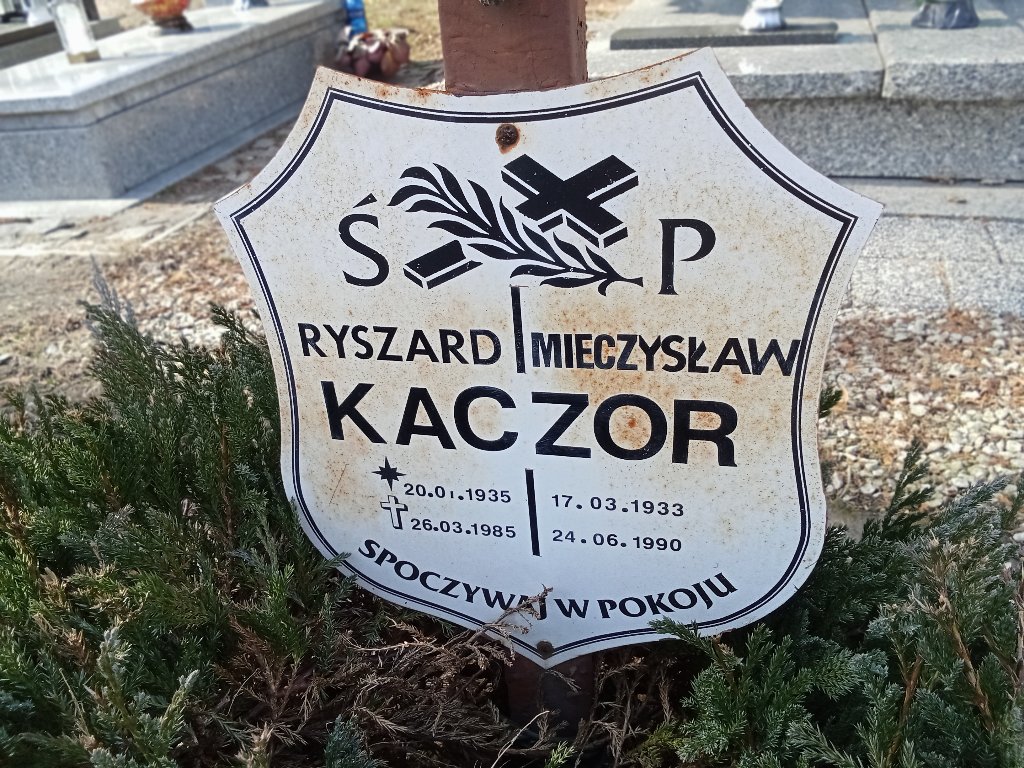 Ś P
RYSZARD | MIECZYSŁAW
KACZOR
20.01.1935 | 17.03.1933
26.03.1985 | 24.06.1990
SPOCZYWAJ W POKOJU